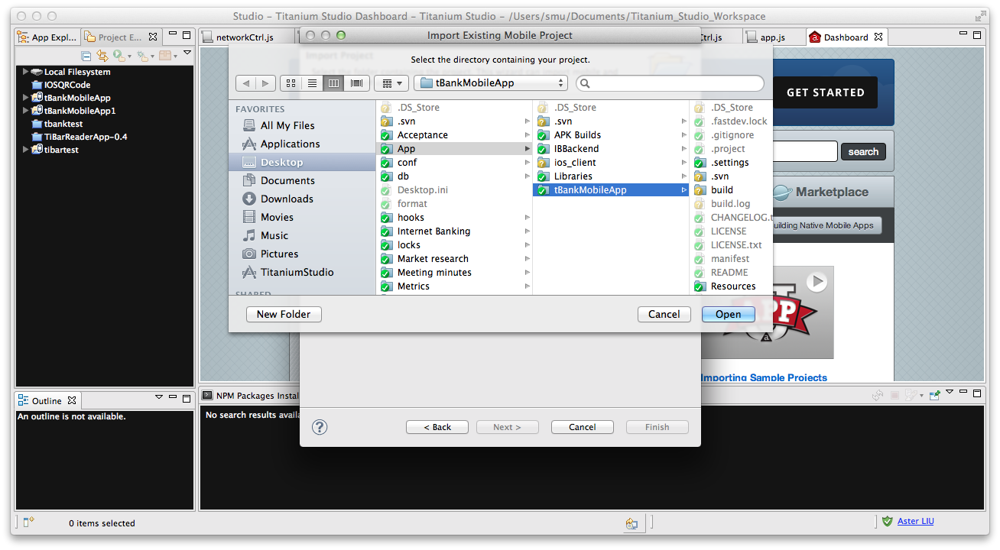 Studio – Titanium Studio Dashboard – Titanium Studio – /Users/smu/Documents/Titanium_Studio_Workspace
App Expl...
Project E...
networkCtrl.js
Ctrl.js
app.js
Dashboard
Import Existing Mobile Project
Import Project
Select the directory containing your project.
tBankMobileApp
Local Filesystem
IOSQRCode
tBankMobileApp
tBankMobileApp1
tbanktest
TiBarReaderApp-0.4
tibartest
FAVORITES
All My Files
Applications
Desktop
Documents
Downloads
Movies
Music
Pictures
TitaniumStudio
SHARED
.DS_Store
.svn
Acceptance
App
conf
db
Desktop.ini
format
hooks
Internet Banking
locks
Market research
Meeting minutes
Metrics
.DS_Store
.svn
APK Builds
IBBackend
ios_client
Libraries
tBankMobileApp
.DS_Store
.fastdev.lock
.gitignore
.project
.settings
.svn
build
build.log
CHANGELOG.t
LICENSE
LICENSE.txt
manifest
README
Resources
New Folder
Cancel
Open
GET STARTED
search
Marketplace
uilding Native Mobile Apps
APP
a
Importing Sample Projects
Outline
An outline is not available.
NPM Packages Instal
No search results availa
?
< Back
Next >
Cancel
Finish
0 items selected
Aster LIU